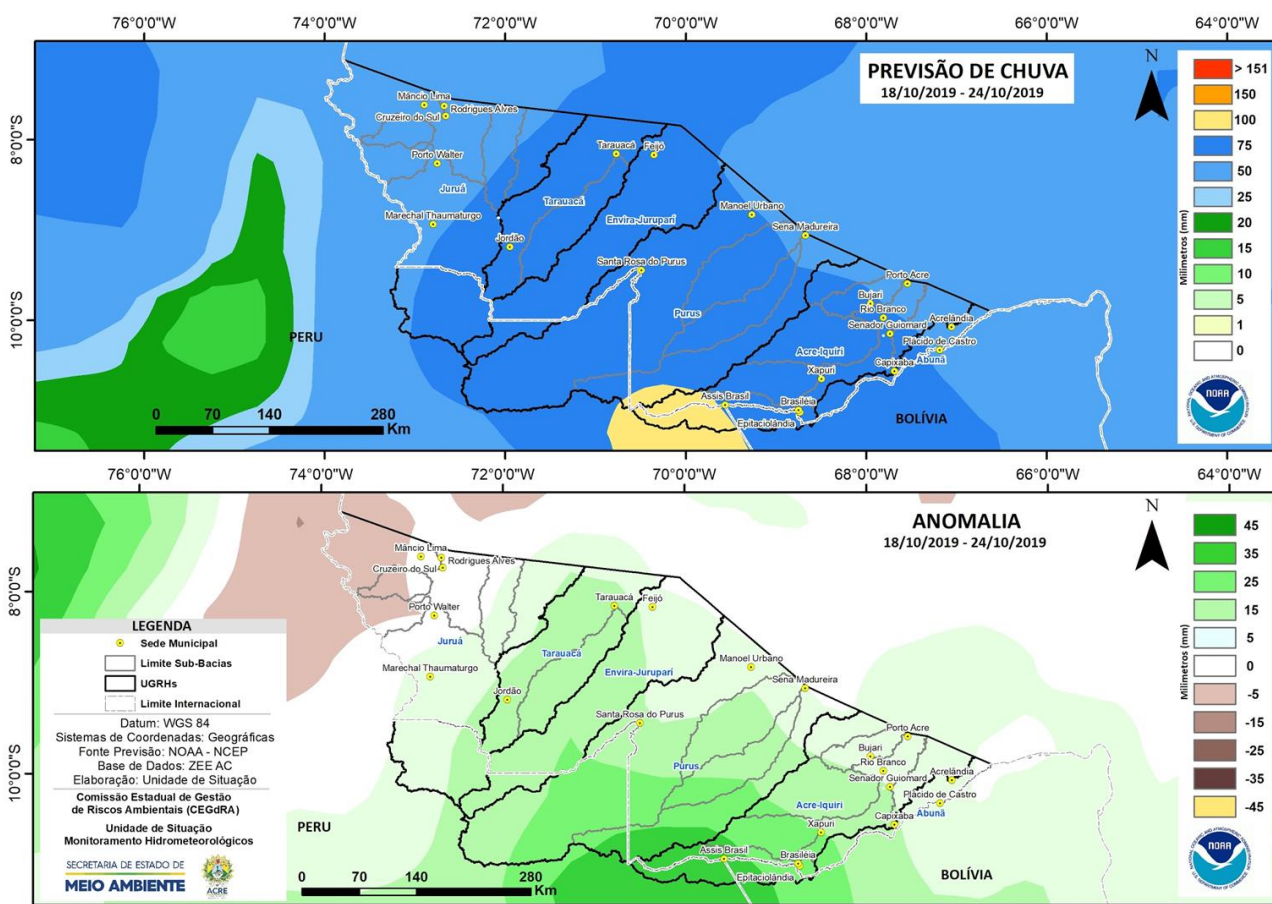 76°0'0"W 74°0'0"W 72°0'0"W 70°0'0"W 68°0'0"W 66°0'0"W 64°0'0"W
PREVISÃO DE CHUVA
18/10/2019 - 24/10/2019
N
8°0'0"S
10°0'0"S
Mâncio Lima
Rodrigues Alves
Cruzeiro do Sul
Porto Walter
Juruá
Marechal Thaumaturgo
Tarauacá
Feijó
Tarauacá
Envira-Jurupari
Jordão
Santa Rosa do Purus
Manoel Urbano
Sena Madureira
Purus
Porto Acre
Bujari
Rio Branco
Senador Guiomard
Acrelândia
Plácido de Castro
Abunã
Acre-Iquiri
Capixaba
Xapuri
Assis Brasil
Brasiléia
Epitaciolândia
PERU
BOLÍVIA
0 70 140 280
Km
Milímetros (mm)
> 151
150
100
75
50
25
20
15
10
5
1
0
NOAA
76°0'0"W 74°0'0"W 72°0'0"W 70°0'0"W 68°0'0"W 66°0'0"W 64°0'0"W
ANOMALIA
18/10/2019 - 24/10/2019
N
8°0'0"S
10°0'0"S
Mâncio Lima
Rodrigues Alves
Cruzeiro do Sul
Porto Walter
Juruá
Marechal Thaumaturgo
Tarauacá
Feijó
Tarauacá
Envira-Jurupari
Jordão
Santa Rosa do Purus
Manoel Urbano
Sena Madureira
Purus
Porto Acre
Bujari
Rio Branco
Senador Guiomard
Acrelândia
Plácido de Castro
Abunã
Acre-Iquiri
Capixaba
Xapuri
Assis Brasil
Brasiléia
Epitaciolândia
PERU
BOLÍVIA
0 70 140 280
Km
Milímetros (mm)
45
35
25
15
5
0
-5
-15
-25
-35
-45
NOAA
LEGENDA
Sede Municipal
Limite Sub-Bacias
UGRHs
Limite Internacional
Datum: WGS 84
Sistemas de Coordenadas: Geográficas
Fonte Previsão: NOAA - NCEP
Base de Dados: ZEE AC
Elaboração: Unidade de Situação
Comissão Estadual de Gestão
de Riscos Ambientais (CEGdRA)
Unidade de Situação
Monitoramento Hidrometeorológicos
SECRETARIA DE ESTADO DE
MEIO AMBIENTE
ACRE